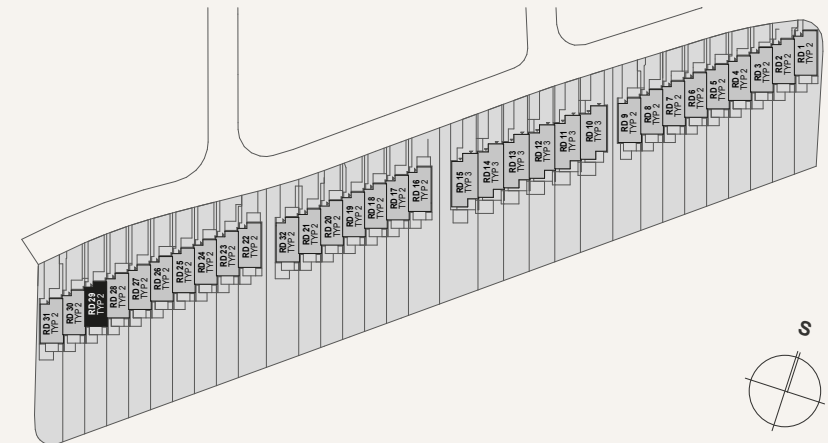 RD 31
TYP 2
RD 30
TYP 2
RD 29
TYP 2
RD 28
TYP 2
RD 27
TYP 2
RD 26
TYP 2
RD 25
TYP 2
RD 24
TYP 2
RD 23
TYP 2
RD 22
TYP 2
RD 32
TYP 2
RD 21
TYP 2
RD 20
TYP 2
RD 19
TYP 2
RD 18
TYP 2
RD 17
TYP 2
RD 16
TYP 2
RD 15
TYP 3
RD 14
TYP 3
RD 13
TYP 3
RD 12
TYP 3
RD 11
TYP 3
RD 10
TYP 3
RD 9
TYP 2
RD 8
TYP 2
RD 7
TYP 2
RD 6
TYP 2
RD 5
TYP 2
RD 4
TYP 2
RD 3
TYP 2
RD 2
TYP 2
RD 1
TYP 2
S